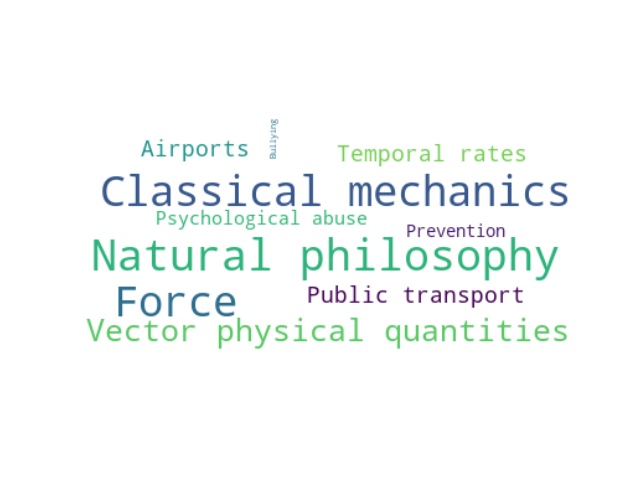 Bullying
Airports
Temporal rates
Classical mechanics
Psychological abuse
Prevention
Natural philosophy
Force
Public transport
Vector physical quantities